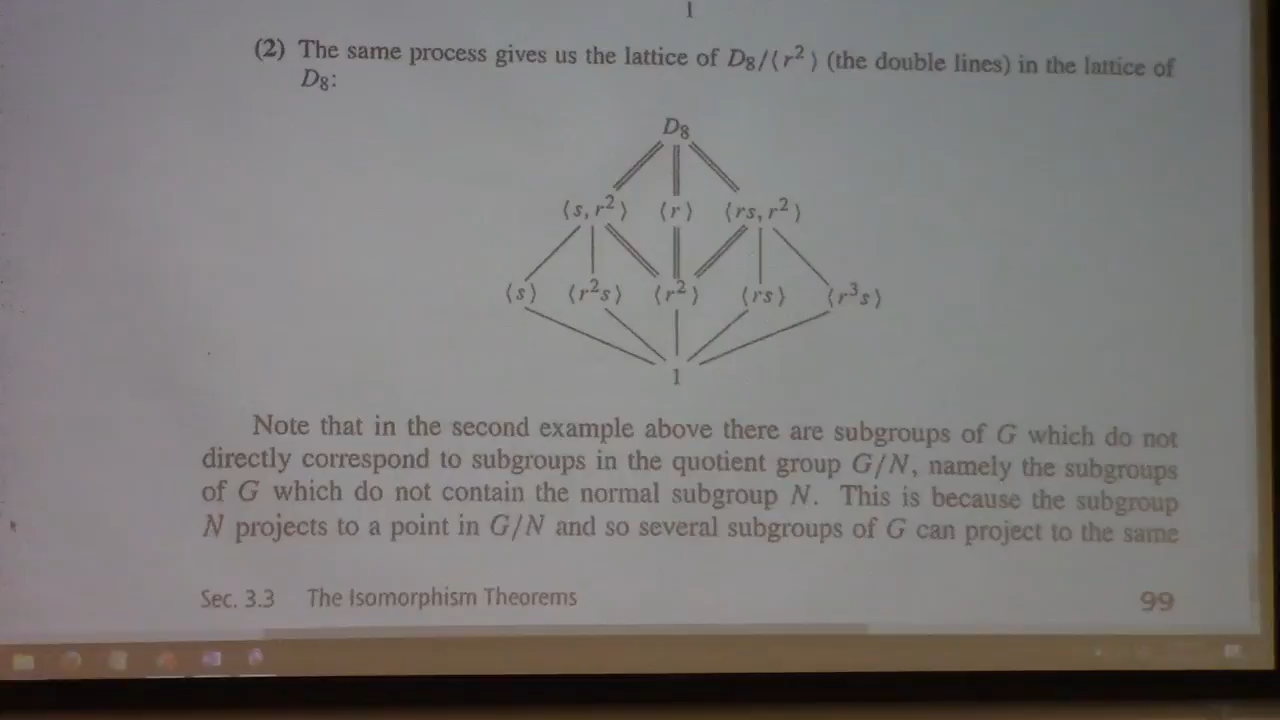 1
(2) The same process gives us the lattice of D₈/⟨r²⟩ (the double lines) in the lattice of
D₈:
D₈
⟨s, r²⟩ ⟨r⟩ ⟨rs, r²⟩
⟨s⟩ ⟨r²s⟩ ⟨r²⟩ ⟨rs⟩ ⟨r³s⟩
1
Note that in the second example above there are subgroups of G which do not
directly correspond to subgroups in the quotient group G/N, namely the subgroups
of G which do not contain the normal subgroup N. This is because the subgroup
N projects to a point in G/N and so several subgroups of G can project to the same
Sec. 3.3 The Isomorphism Theorems 99